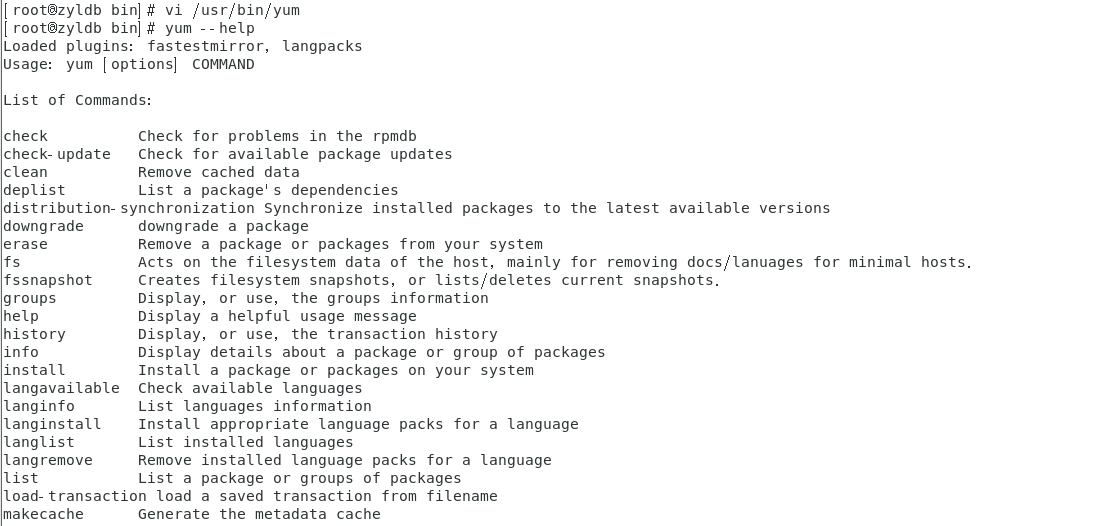 [root@zyldb bin]# vi /usr/bin/yum
[root@zyldb bin]# yum --help
Loaded plugins: fastestmirror, langpacks
Usage: yum [options] COMMAND
List of Commands:
check          Check for problems in the rpmdb
check-update   Check for available package updates
clean          Remove cached data
deplist        List a package's dependencies
distribution-synchronization Synchronize installed packages to the latest available versions
downgrade      downgrade a package
erase          Remove a package or packages from your system
fs             Acts on the filesystem data of the host, mainly for removing docs/lanuages for minimal hosts.
fssnapshot     Creates filesystem snapshots, or lists/deletes current snapshots.
groups         Display, or use, the groups information
help           Display a helpful usage message
history        Display, or use, the transaction history
info           Display details about a package or group of packages
install        Install a package or packages on your system
langavailable  Check available languages
langinfo       List languages information
langinstall    Install appropriate language packs for a language
langlist       List installed languages
langremove     Remove installed language packs for a language
list           List a package or groups of packages
load-transaction load a saved transaction from filename
makecache      Generate the metadata cache